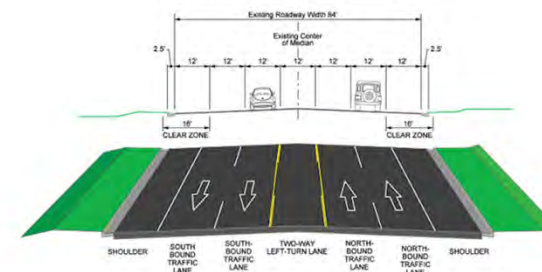 Existing Roadway Width 84'
Existing Center
of Median
2.5'
12'
12'
12'
12'
12'
12'
12'
2.5'
16'
CLEAR ZONE
16'
CLEAR ZONE
SHOULDER
SOUTH
BOUND
TRAFFIC
LANE
SOUTH-
BOUND
TRAFFIC
LANE
TWO-WAY
LEFT-TURN LANE
NORTH-
BOUND
TRAFFIC
LANE
NORTH-
BOUND
TRAFFIC
LANE
SHOULDER